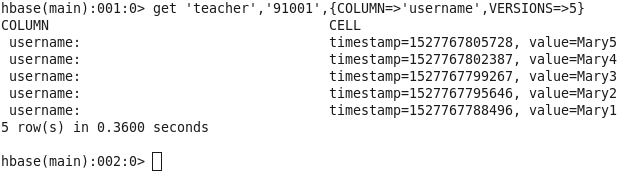 hbase(main):001:0> get 'teacher','91001',{COLUMN=>'username',VERSIONS=>5}
COLUMN CELL
username: timestamp=1527767805728, value=Mary5
username: timestamp=1527767802387, value=Mary4
username: timestamp=1527767799267, value=Mary3
username: timestamp=1527767795646, value=Mary2
username: timestamp=1527767788496, value=Mary1
5 row(s) in 0.3600 seconds
hbase(main):002:0>